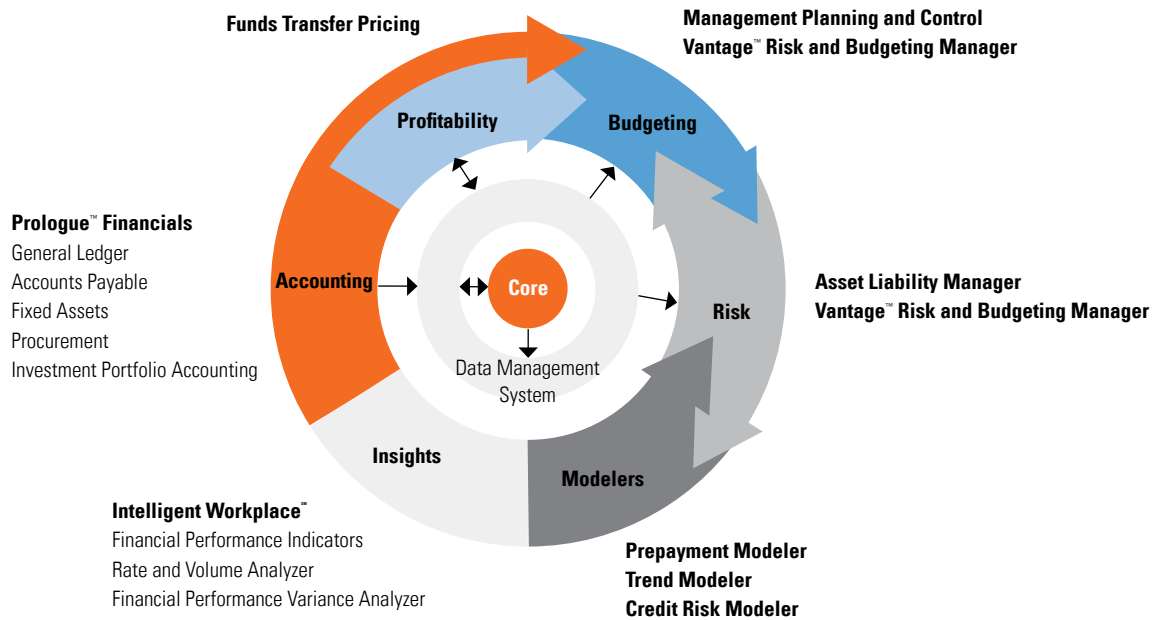 Funds Transfer Pricing
Management Planning and Control
Vantage™ Risk and Budgeting Manager
Profitability
Budgeting
Prologue™ Financials
General Ledger
Accounts Payable
Fixed Assets
Procurement
Investment Portfolio Accounting
Accounting
Core
Data Management
System
Risk
Asset Liability Manager
Vantage™ Risk and Budgeting Manager
Insights
Modelers
Intelligent Workplace™
Financial Performance Indicators
Rate and Volume Analyzer
Financial Performance Variance Analyzer
Prepayment Modeler
Trend Modeler
Credit Risk Modeler